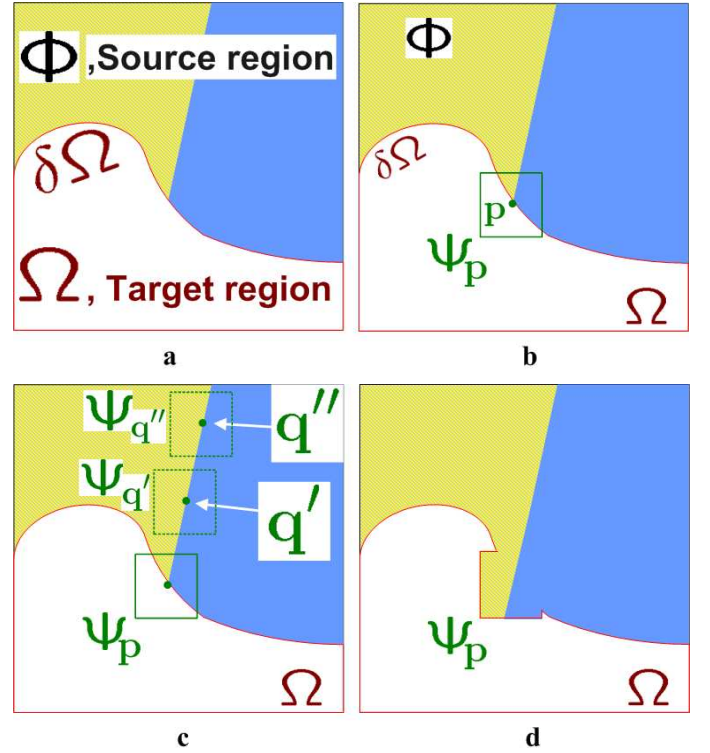 Φ ,Source region
δΩ
Ω, Target region
a
Φ
δΩ
p
Ψp
Ω
b
Ψq′′
q′′
Ψq′
q′
Ψp
Ω
c
Ψp
Ω
d